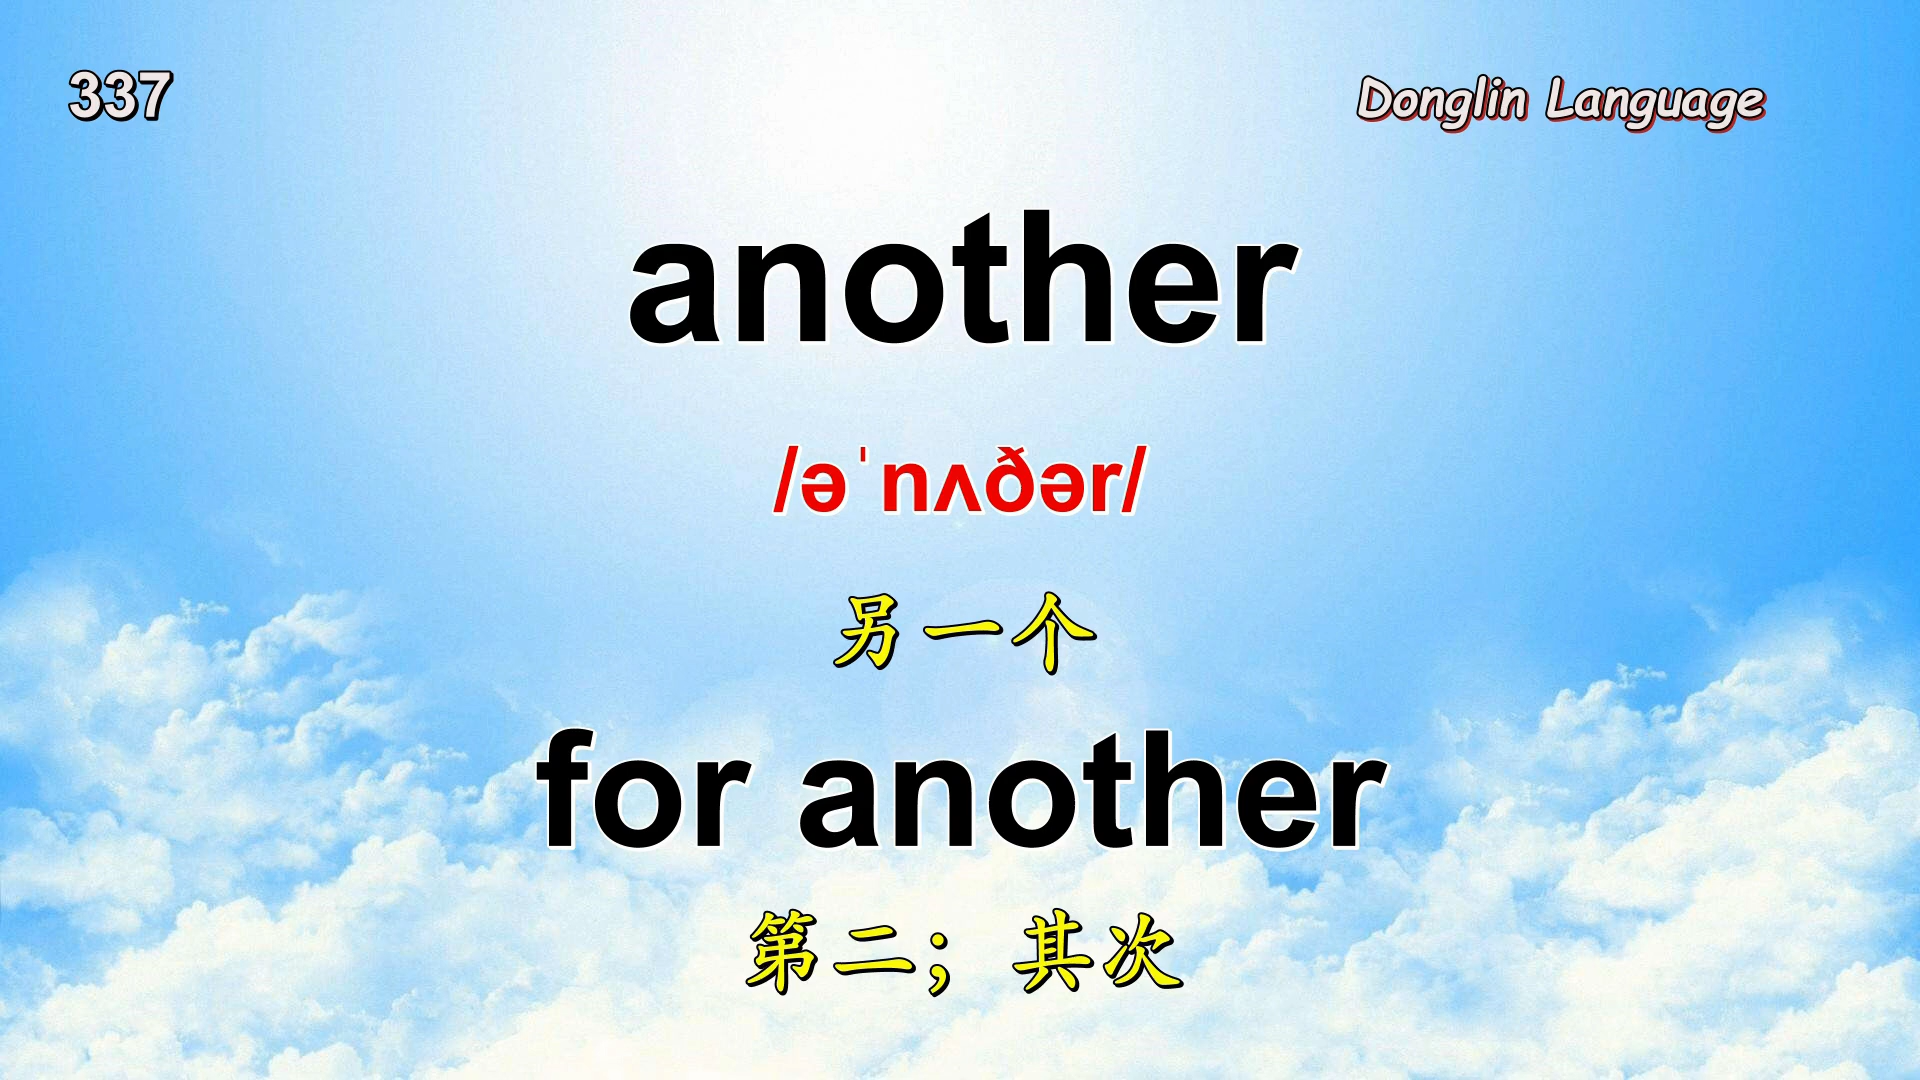 337
Donglin Language
another
/əˈnʌðər/
另一个
for another
第二；其次